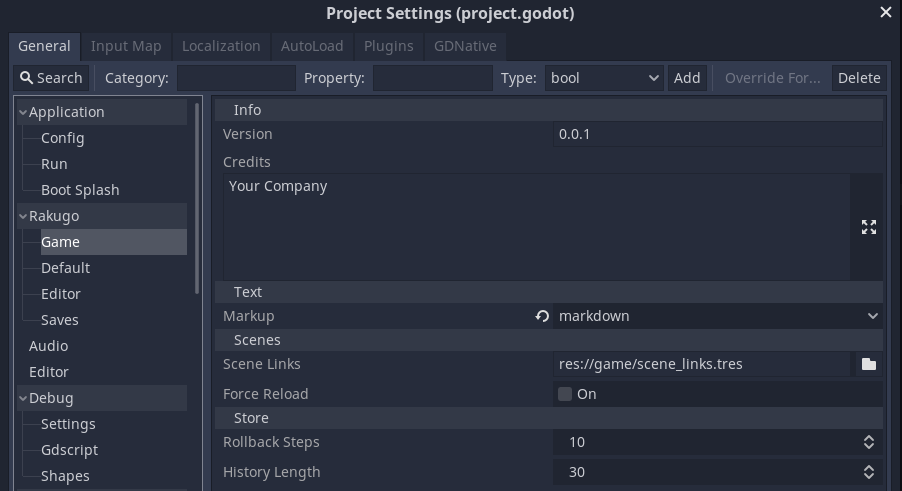 Project Settings (project.godot)
General Input Map Localization AutoLoad Plugins GDNative
Search Category: Property: Type: bool Add Override For... Delete
Application
Config
Run
Boot Splash
Rakugo
Game
Default
Editor
Saves
Audio
Editor
Debug
Settings
Gdscript
Shapes
Info
Version 0.0.1
Credits
Your Company
Text
Markup markdown
Scenes
Scene Links res://game/scene_links.tres
Force Reload On
Store
Rollback Steps 10
History Length 30